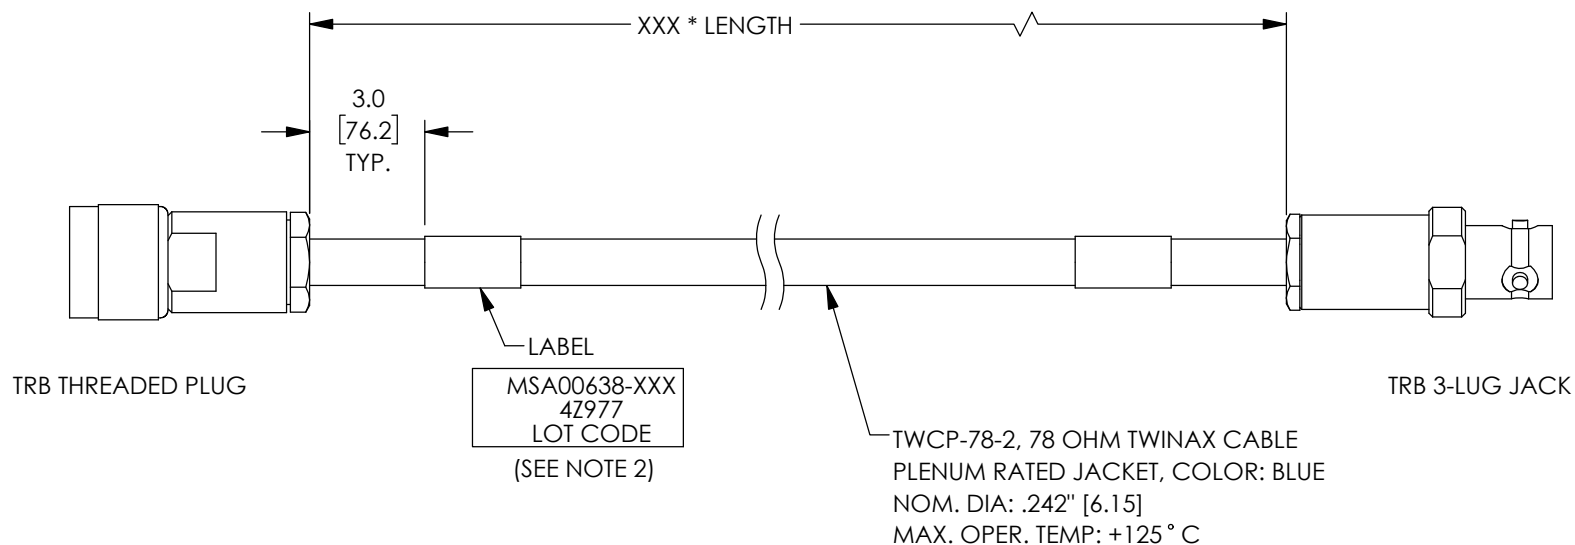 XXX * LENGTH
3.0
[76.2]
TYP.
LABEL
TRB THREADED PLUG
MSA00638-XXX
4Z977
LOT CODE
(SEE NOTE 2)
TRB 3-LUG JACK
TWCP-78-2, 78 OHM TWINAX CABLE
PLENUM RATED JACKET, COLOR: BLUE
NOM. DIA: .242" [6.15]
MAX. OPER. TEMP: +125° C